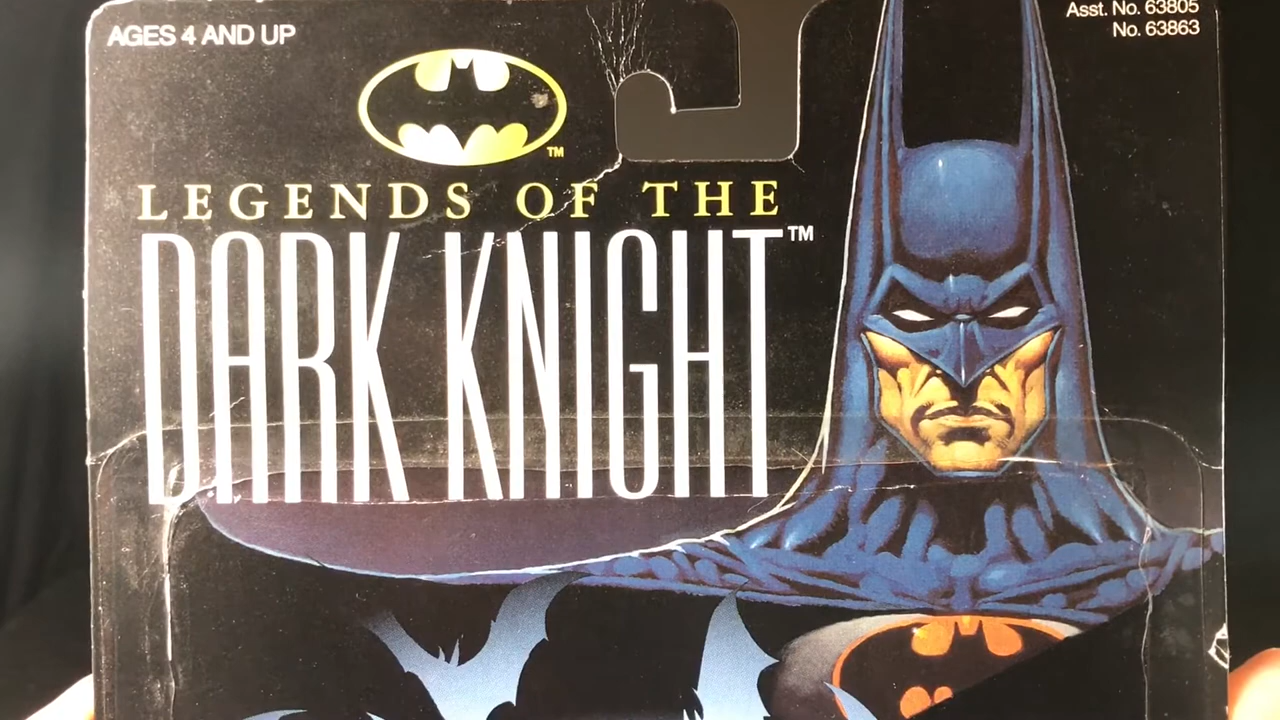 AGES 4 AND UP
Asst. No. 63805
No. 63863
TM
LEGENDS OF THE
DARK KNIGHT™